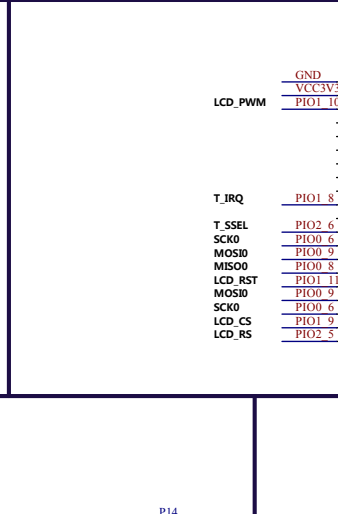 GND
VCC3V3
LCD_PWM PIO1_10
T_IRQ PIO1_8
T_SSEL PIO2_6
SCK0 PIO0_6
MOSI0 PIO0_9
MISO0 PIO0_8
LCD_RST PIO1_11
MOSI0 PIO0_9
SCK0 PIO0_6
LCD_CS PIO1_9
LCD_RS PIO2_5
P14